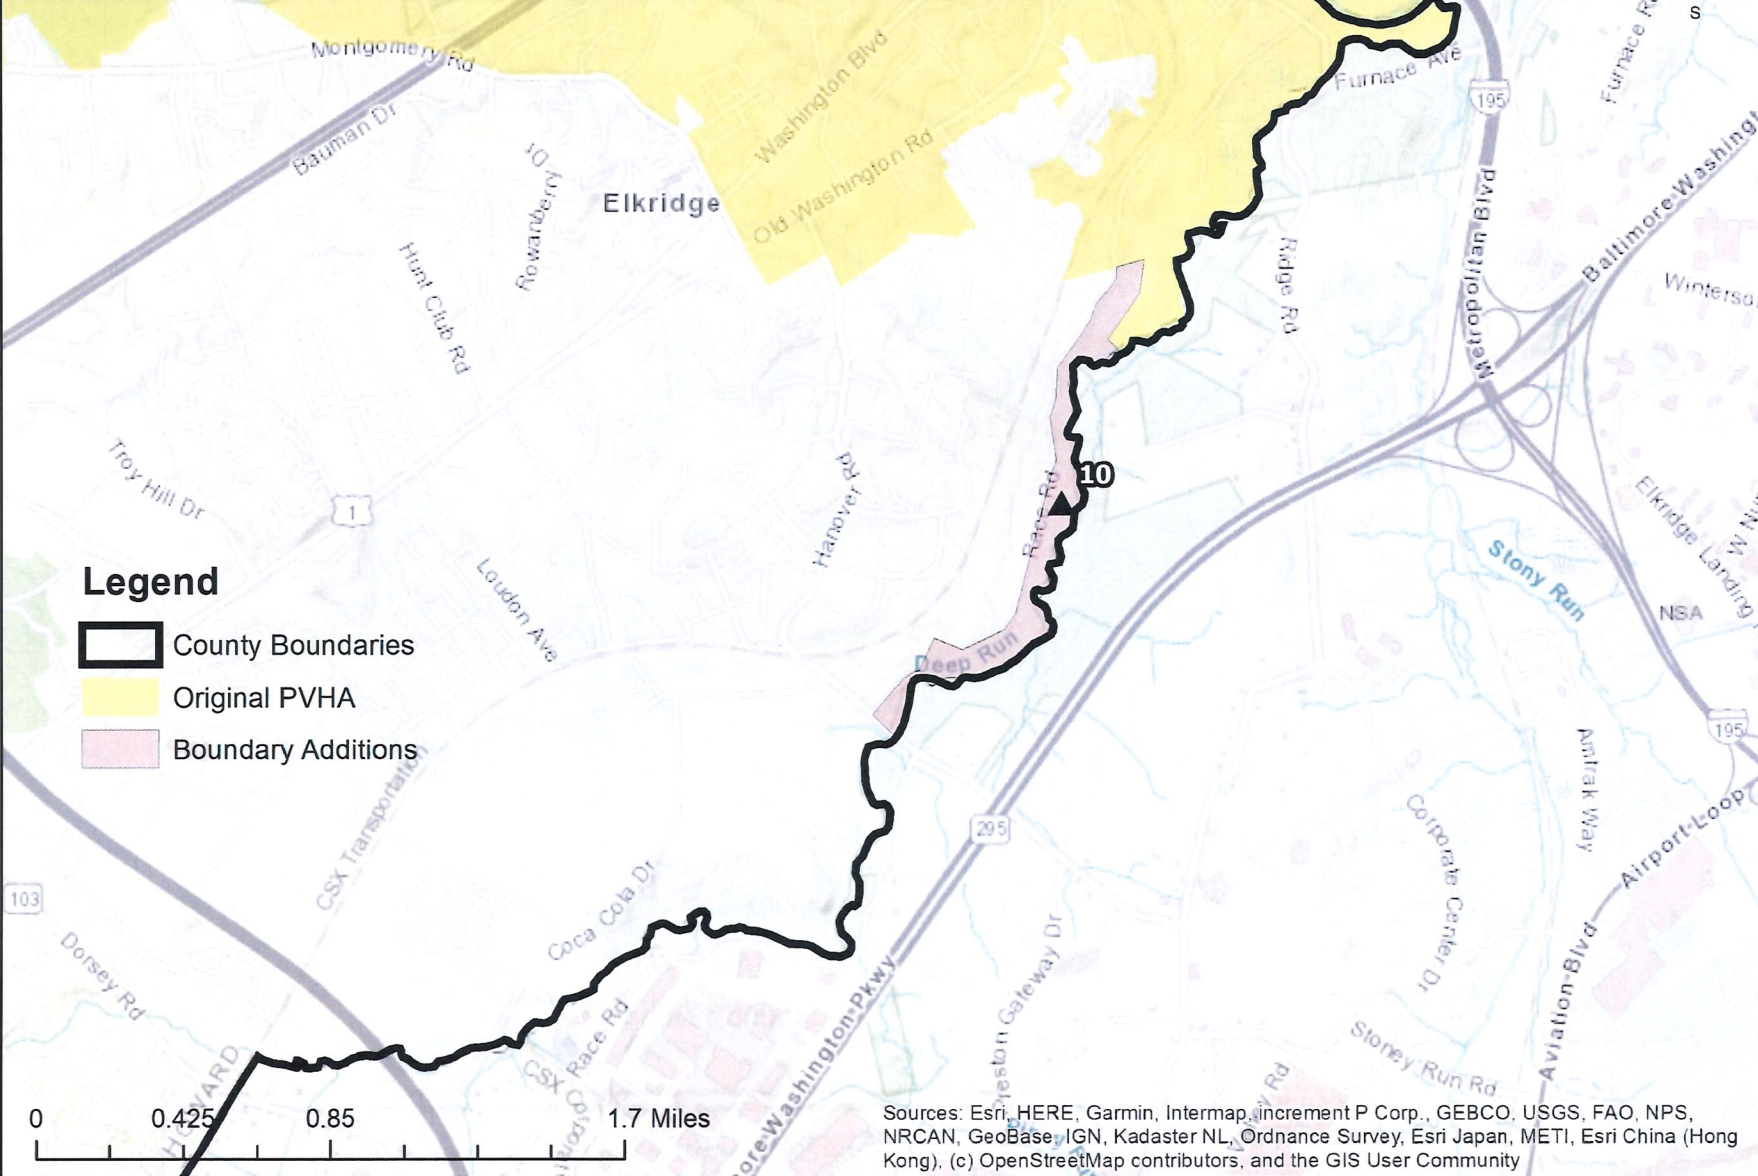 s
Montgomery Rd
Washington Blvd
Furnace Ave
195
Bauman Dr
Rowanberry Dr
Elkridge
Old Washington Rd
Metropolitan Blvd
Baltimore-Washingt
Hunt Club Rd
Ridge Rd
Winterso
Troy Hill Dr
1
Hanover Rd
Race Rd
10
Elkridge Landing
Stony Run
NSA
Loudon Ave
Deep Run
Legend
County Boundaries
Original PVHA
Boundary Additions
CSX Transportation
295
195
Amtrak Way
Airport-Loop
Corporate Center Dr
103
Dorsey Rd
Coca Cola Dr
Race Rd
ore-Washington-Pkwy
Gateway Dr
Aviation-Blvd
Stoney Run Rd
HOWARD
0 0.425 0.85 1.7 Miles
Sources: Esri, HERE, Garmin, Intermap, increment P Corp., GEBCO, USGS, FAO, NPS,
NRCAN, GeoBase, IGN, Kadaster NL, Ordnance Survey, Esri Japan, METI, Esri China (Hong
Kong), (c) OpenStreetMap contributors, and the GIS User Community